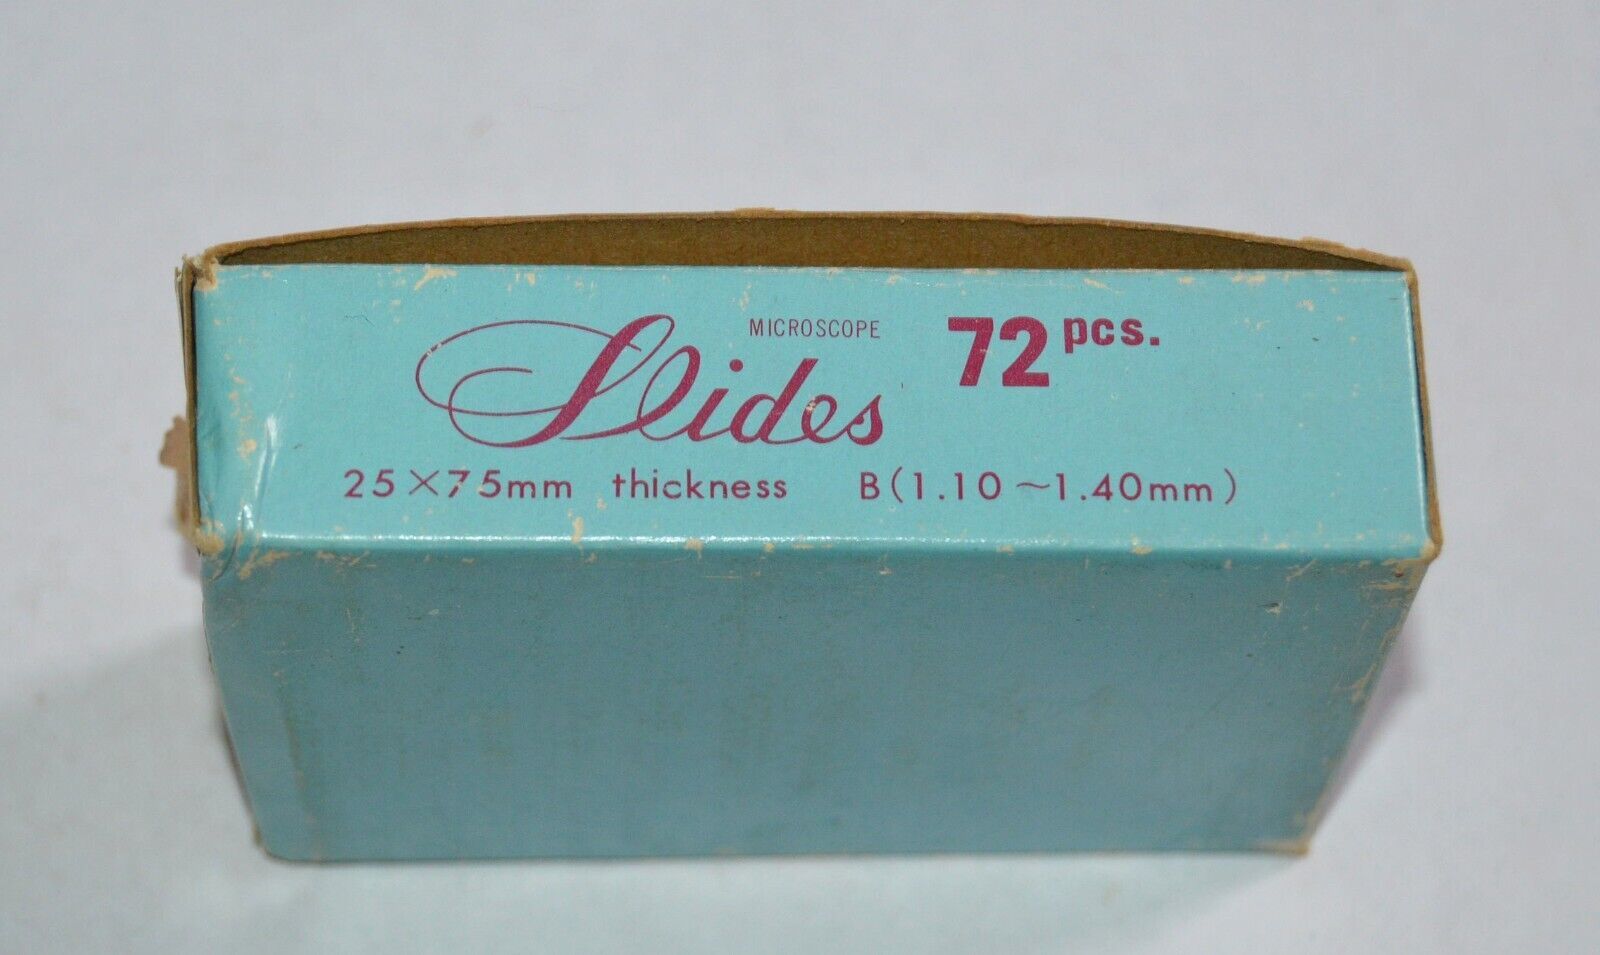 MICROSCOPE
Slides 72 pcs.
25×75mm thickness B(1.10~1.40mm)